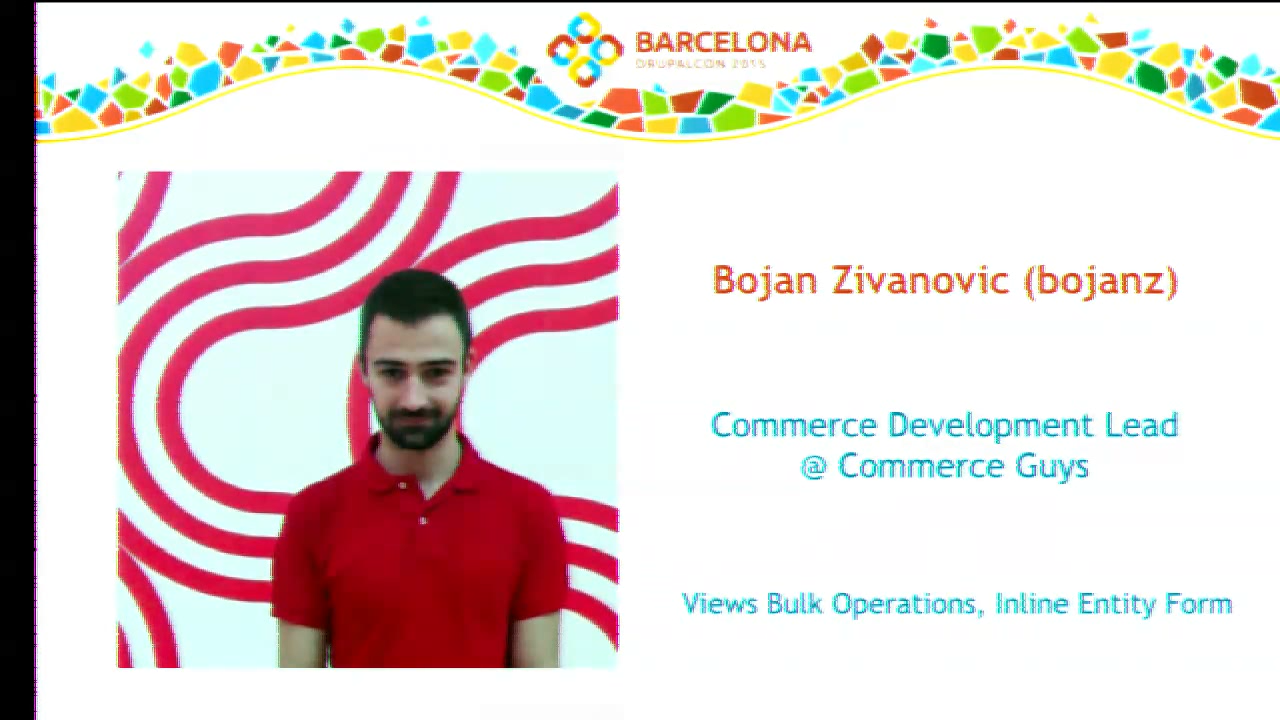 BARCELONA
DRUPALCON 2015
Bojan Zivanovic (bojanz)
Commerce Development Lead
@ Commerce Guys
Views Bulk Operations, Inline Entity Form